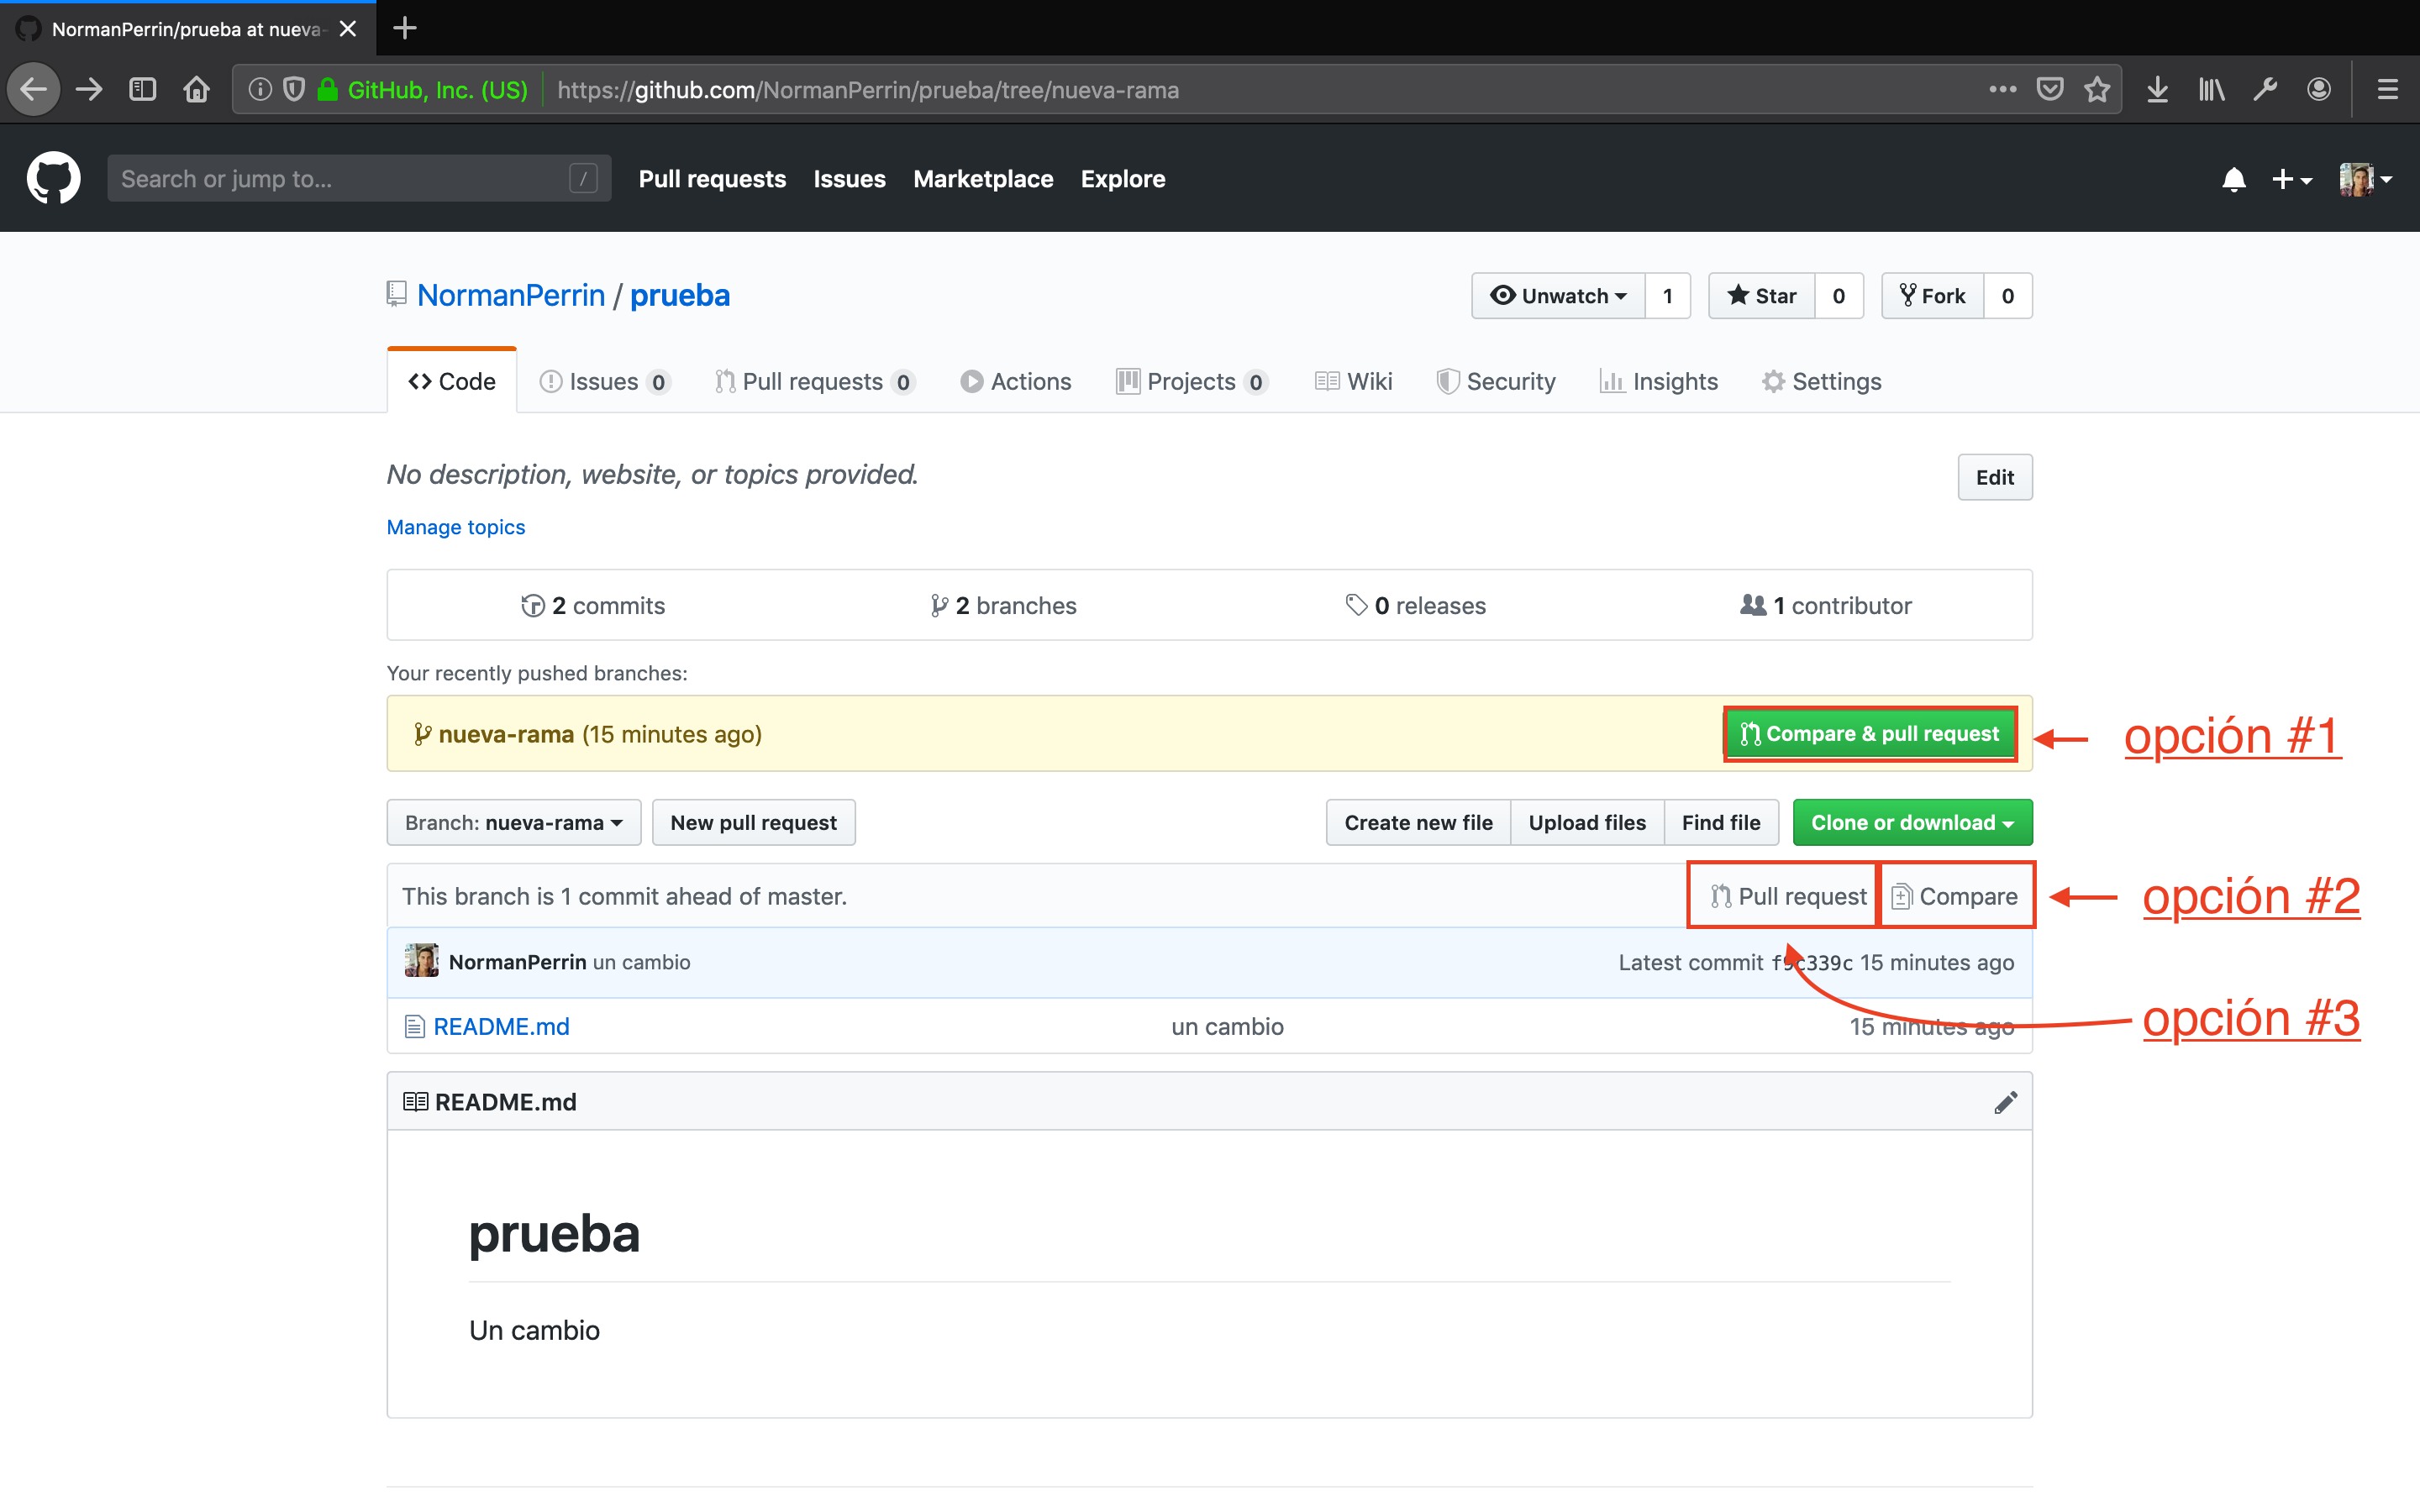 NormanPerrin/prueba at nueva-
GitHub, Inc. (US) https://github.com/NormanPerrin/prueba/tree/nueva-rama
Search or jump to... / Pull requests Issues Marketplace Explore
NormanPerrin / prueba Unwatch 1 Star 0 Fork 0
Code Issues 0 Pull requests 0 Actions Projects 0 Wiki Security Insights Settings
No description, website, or topics provided. Edit
Manage topics
2 commits 2 branches 0 releases 1 contributor
Your recently pushed branches:
nueva-rama (15 minutes ago) Compare & pull request opción #1
Branch: nueva-rama New pull request Create new file Upload files Find file Clone or download
This branch is 1 commit ahead of master. Pull request Compare opción #2
NormanPerrin un cambio Latest commit f9c339c 15 minutes ago
README.md un cambio 15 minutes ago opción #3
README.md
prueba
Un cambio